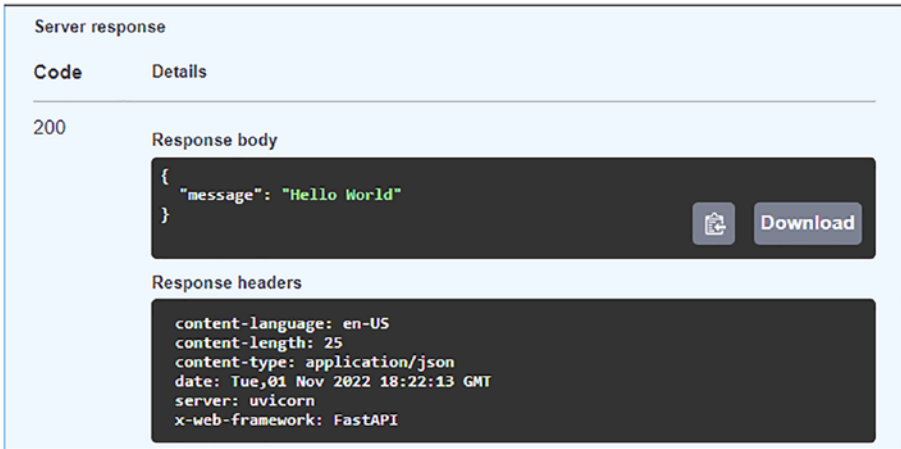 Server response
Code Details
200
Response body
{
"message": "Hello World"
}
Download
Response headers
content-language: en-US
content-length: 25
content-type: application/json
date: Tue,01 Nov 2022 18:22:13 GMT
server: uvicorn
x-web-framework: FastAPI